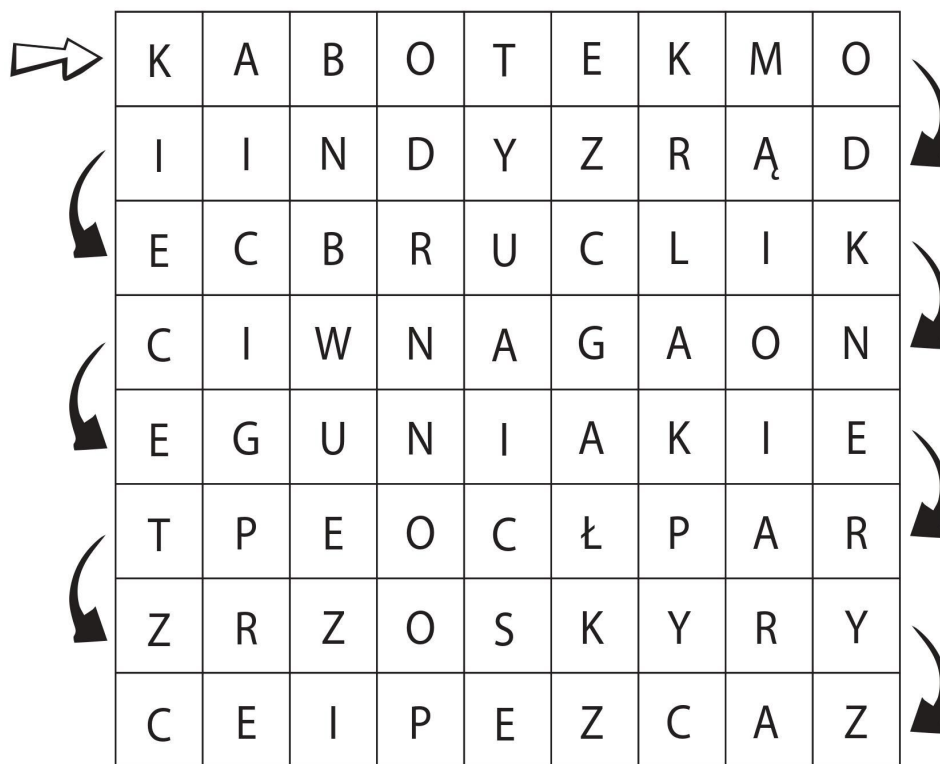 K A B O T E K M O
I I N D Y Z R Ą D
E C B R U C L I K
C I W N A G A O N
E G U N I A K I E
T P E O C Ł P A R
Z R Z O S K Y R Y
C E I P E Z C A Z